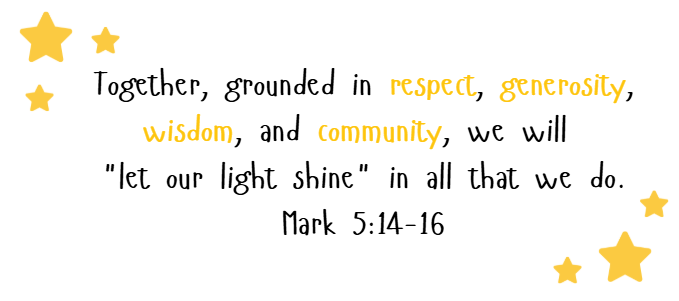 Together, grounded in respect, generosity,
wisdom, and community, we will
"let our light shine" in all that we do.
Mark 5:14-16